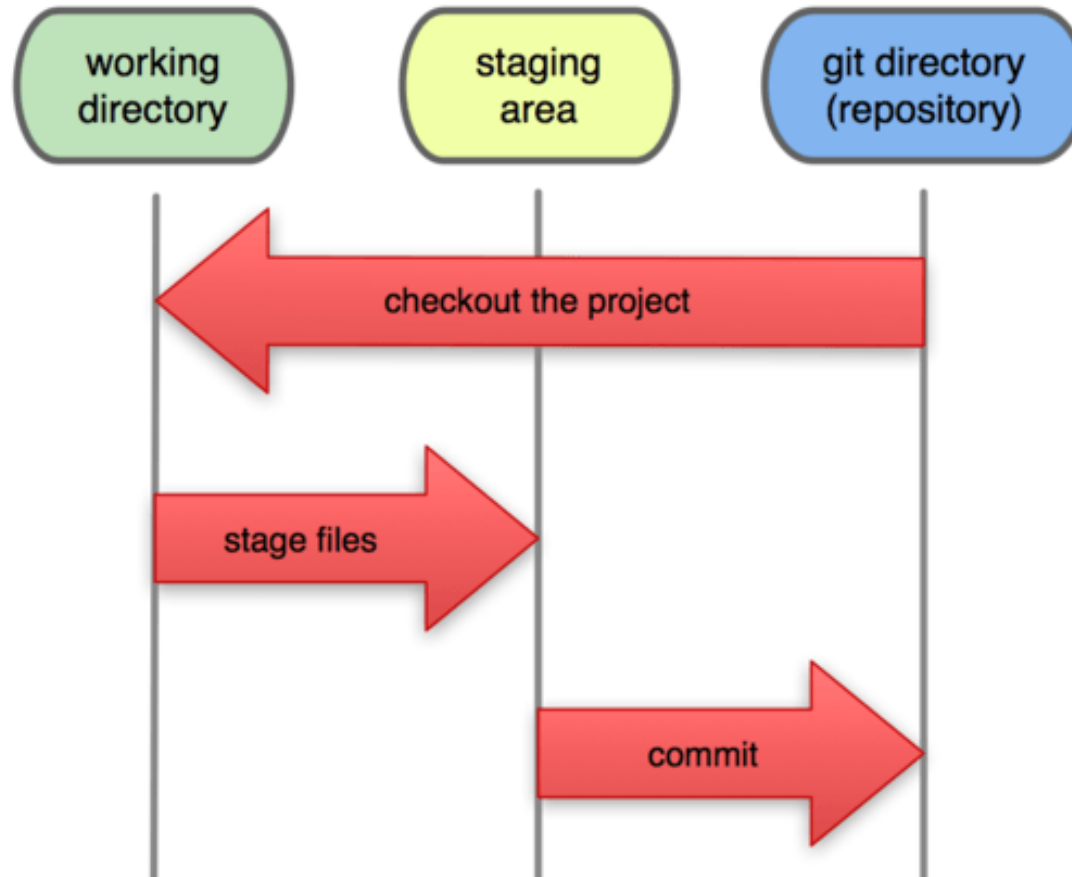 working
directory
staging
area
git directory
(repository)
checkout the project
stage files
commit